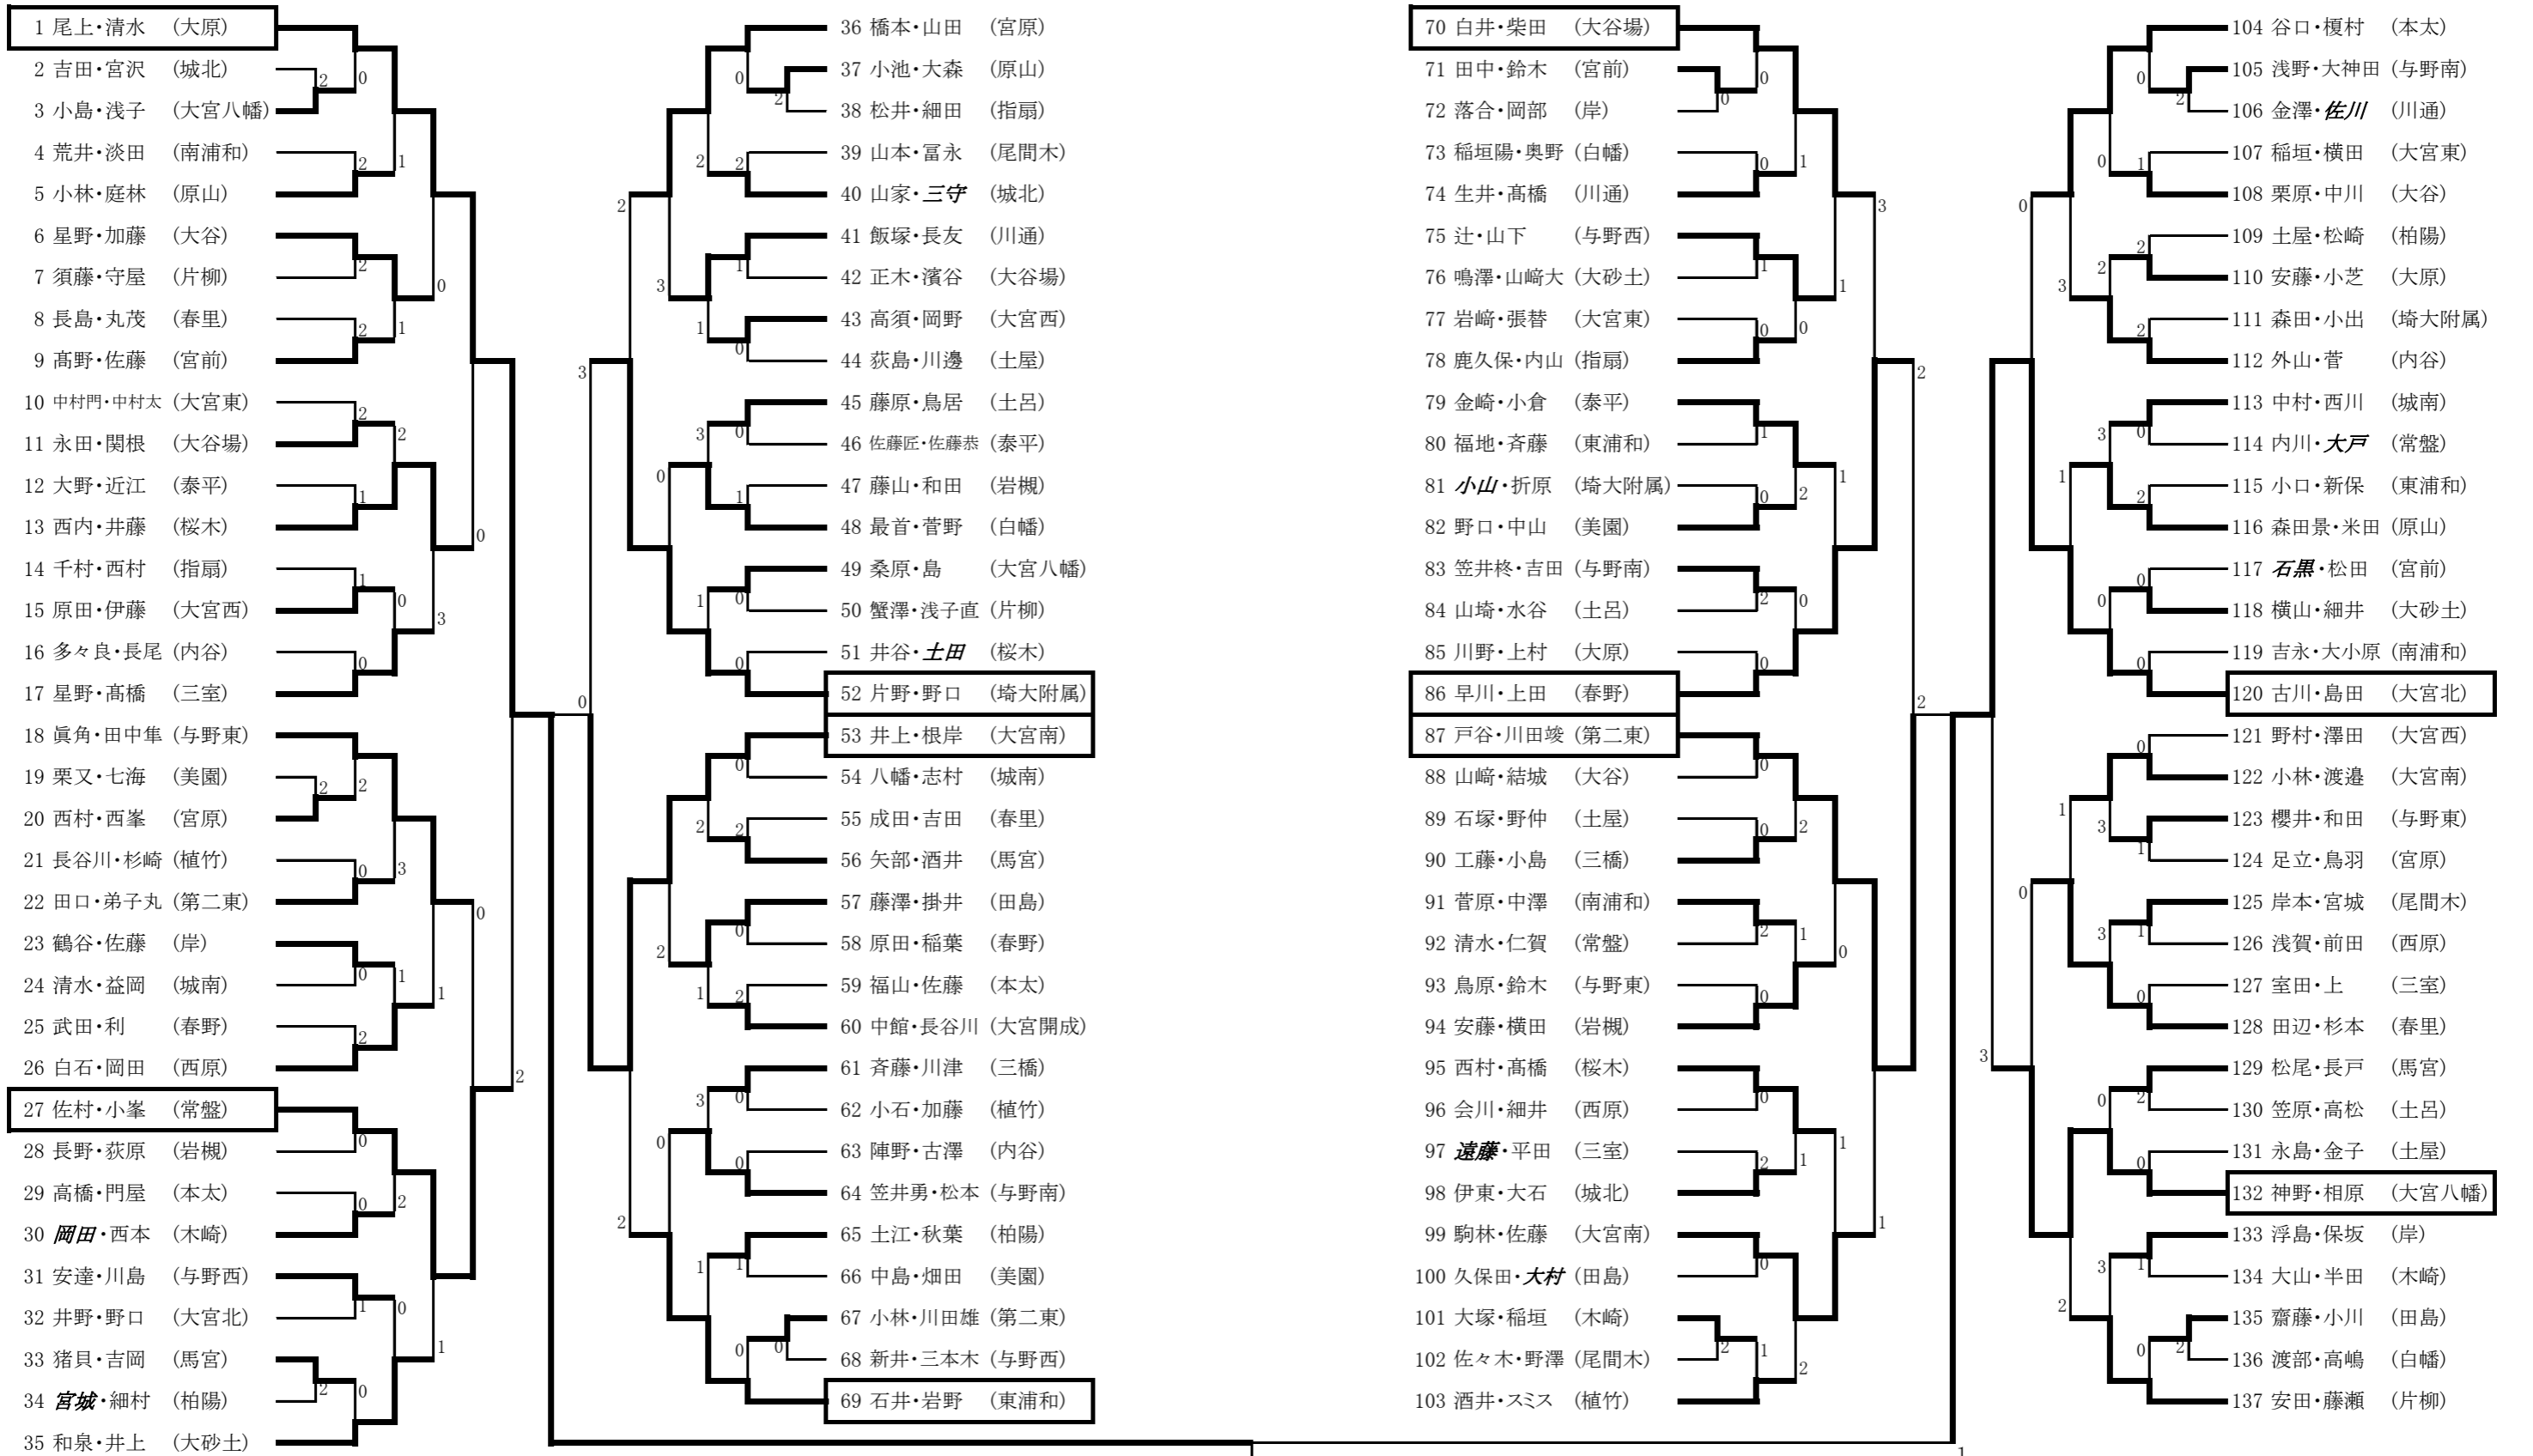 1 尾上・清水 (大原)
2 吉田・宮沢 (城北)
3 小島・浅子 (大宮八幡)
4 荒井・淡田 (南浦和)
5 小林・庭林 (原山)
6 星野・加藤 (大谷)
7 須藤・守屋 (片柳)
8 長島・丸茂 (春里)
9 髙野・佐藤 (宮前)
10 中村門・中村太 (大宮東)
11 永田・関根 (大谷場)
12 大野・近江 (泰平)
13 西内・井藤 (桜木)
14 千村・西村 (指扇)
15 原田・伊藤 (大宮西)
16 多々良・長尾 (内谷)
17 星野・髙橋 (三室)
18 眞角・田中隼 (与野東)
19 栗又・七海 (美園)
20 西村・西峯 (宮原)
21 長谷川・杉崎 (植竹)
22 田口・弟子丸 (第二東)
23 鶴谷・佐藤 (岸)
24 清水・益岡 (城南)
25 武田・利 (春野)
26 白石・岡田 (西原)
27 佐村・小峯 (常盤)
28 長野・荻原 (岩槻)
29 高橋・門屋 (本太)
30 岡田・西本 (木崎)
31 安達・川島 (与野西)
32 井野・野口 (大宮北)
33 猪貝・吉岡 (馬宮)
34 宮城・細村 (柏陽)
35 和泉・井上 (大砂土)
36 橋本・山田 (宮原)
37 小池・大森 (原山)
38 松井・細田 (指扇)
39 山本・冨永 (尾間木)
40 山家・三守 (城北)
41 飯塚・長友 (川通)
42 正木・濱谷 (大谷場)
43 高須・岡野 (大宮西)
44 荻島・川邊 (土屋)
45 藤原・鳥居 (土呂)
46 佐藤匠・佐藤恭 (泰平)
47 藤山・和田 (岩槻)
48 最首・菅野 (白幡)
49 桑原・島 (大宮八幡)
50 蟹澤・浅子直 (片柳)
51 井谷・土田 (桜木)
52 片野・野口 (埼大附属)
53 井上・根岸 (大宮南)
54 八幡・志村 (城南)
55 成田・吉田 (春里)
56 矢部・酒井 (馬宮)
57 藤澤・掛井 (田島)
58 原田・稲葉 (春野)
59 福山・佐藤 (本太)
60 中館・長谷川 (大宮開成)
61 斉藤・川津 (三橋)
62 小石・加藤 (植竹)
63 陣野・古澤 (内谷)
64 笠井勇・松本 (与野南)
65 土江・秋葉 (柏陽)
66 中島・畑田 (美園)
67 小林・川田雄 (第二東)
68 新井・三本木 (与野西)
69 石井・岩野 (東浦和)
70 白井・柴田 (大谷場)
71 田中・鈴木 (宮前)
72 落合・岡部 (岸)
73 稲垣陽・奥野 (白幡)
74 生井・髙橋 (川通)
75 辻・山下 (与野西)
76 鳴澤・山﨑大 (大砂土)
77 岩﨑・張替 (大宮東)
78 鹿久保・内山 (指扇)
79 金崎・小倉 (泰平)
80 福地・斉藤 (東浦和)
81 小山・折原 (埼大附属)
82 野口・中山 (美園)
83 笠井柊・吉田 (与野南)
84 山埼・水谷 (土呂)
85 川野・上村 (大原)
86 早川・上田 (春野)
87 戸谷・川田竣 (第二東)
88 山﨑・結城 (大谷)
89 石塚・野仲 (土屋)
90 工藤・小島 (三橋)
91 菅原・中澤 (南浦和)
92 清水・仁賀 (常盤)
93 鳥原・鈴木 (与野東)
94 安藤・横田 (岩槻)
95 西村・髙橋 (桜木)
96 会川・細井 (西原)
97 遠藤・平田 (三室)
98 伊東・大石 (城北)
99 駒林・佐藤 (大宮南)
100 久保田・大村 (田島)
101 大塚・稲垣 (木崎)
102 佐々木・野澤 (尾間木)
103 酒井・スミス (植竹)
104 谷口・榎村 (本太)
105 浅野・大神田 (与野南)
106 金澤・佐川 (川通)
107 稲垣・横田 (大宮東)
108 栗原・中川 (大谷)
109 土屋・松崎 (柏陽)
110 安藤・小芝 (大原)
111 森田・小出 (埼大附属)
112 外山・菅 (内谷)
113 中村・西川 (城南)
114 内川・大戸 (常盤)
115 小口・新保 (東浦和)
116 森田景・米田 (原山)
117 石黒・松田 (宮前)
118 横山・細井 (大砂土)
119 吉永・大小原 (南浦和)
120 古川・島田 (大宮北)
121 野村・澤田 (大宮西)
122 小林・渡邉 (大宮南)
123 櫻井・和田 (与野東)
124 足立・鳥羽 (宮原)
125 岸本・宮城 (尾間木)
126 浅賀・前田 (西原)
127 室田・上 (三室)
128 田辺・杉本 (春里)
129 松尾・長戸 (馬宮)
130 笠原・高松 (土呂)
131 永島・金子 (土屋)
132 神野・相原 (大宮八幡)
133 浮島・保坂 (岸)
134 大山・半田 (木崎)
135 齋藤・小川 (田島)
136 渡部・高嶋 (白幡)
137 安田・藤瀬 (片柳)